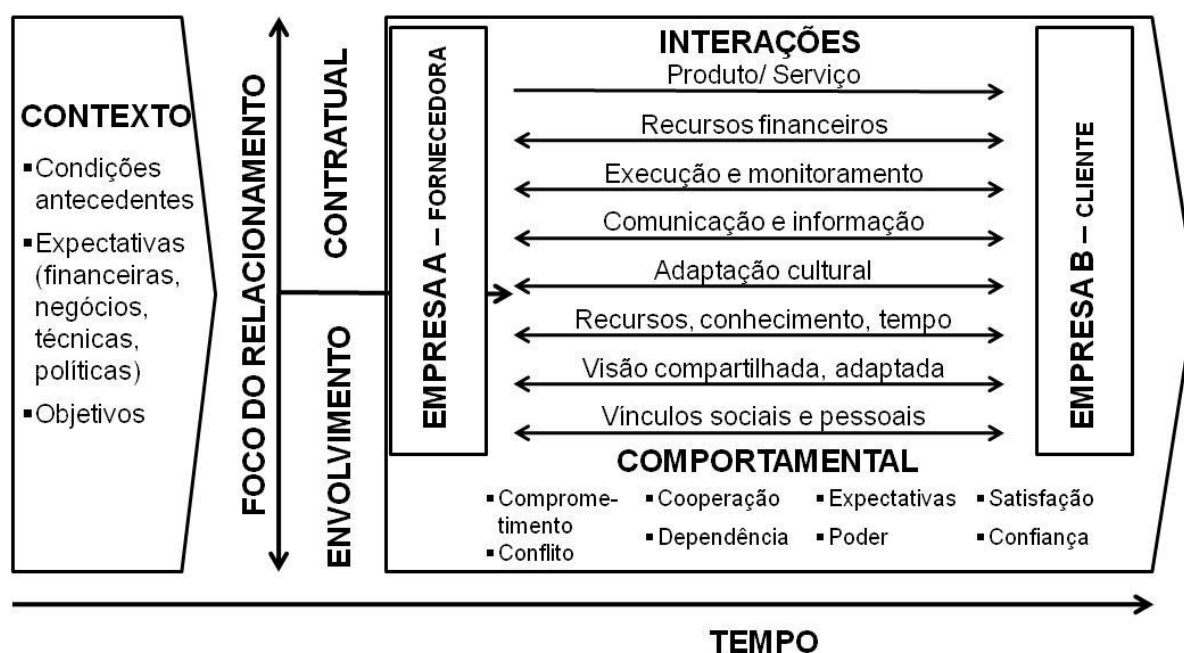 CONTEXTO
▪Condições
antecedentes
▪Expectativas
(financeiras,
negócios,
técnicas,
políticas)
▪Objetivos
FOCO DO RELACIONAMENTO
CONTRATUAL
ENVOLVIMENTO
EMPRESA A – FORNECEDORA
INTERAÇÕES
Produto/ Serviço
Recursos financeiros
Execução e monitoramento
Comunicação e informação
Adaptação cultural
Recursos, conhecimento, tempo
Visão compartilhada, adaptada
Vínculos sociais e pessoais
EMPRESA B – CLIENTE
COMPORTAMENTAL
▪Comprome-
timento
▪Conflito
▪Cooperação
▪Dependência
▪Expectativas
▪Poder
▪Satisfação
▪Confiança
TEMPO